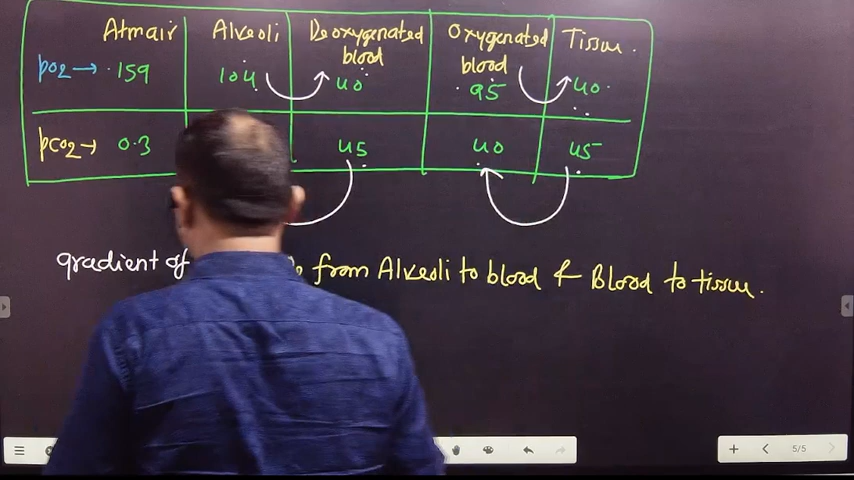 Atmair Alveoli Deoxygenated blood Oxygenated blood Tissue
pO2→ 159 104 40 95 40
pCO2→ 0.3 45 40 45
gradient of from Alveoli to blood & Blood to tissue.
5/5